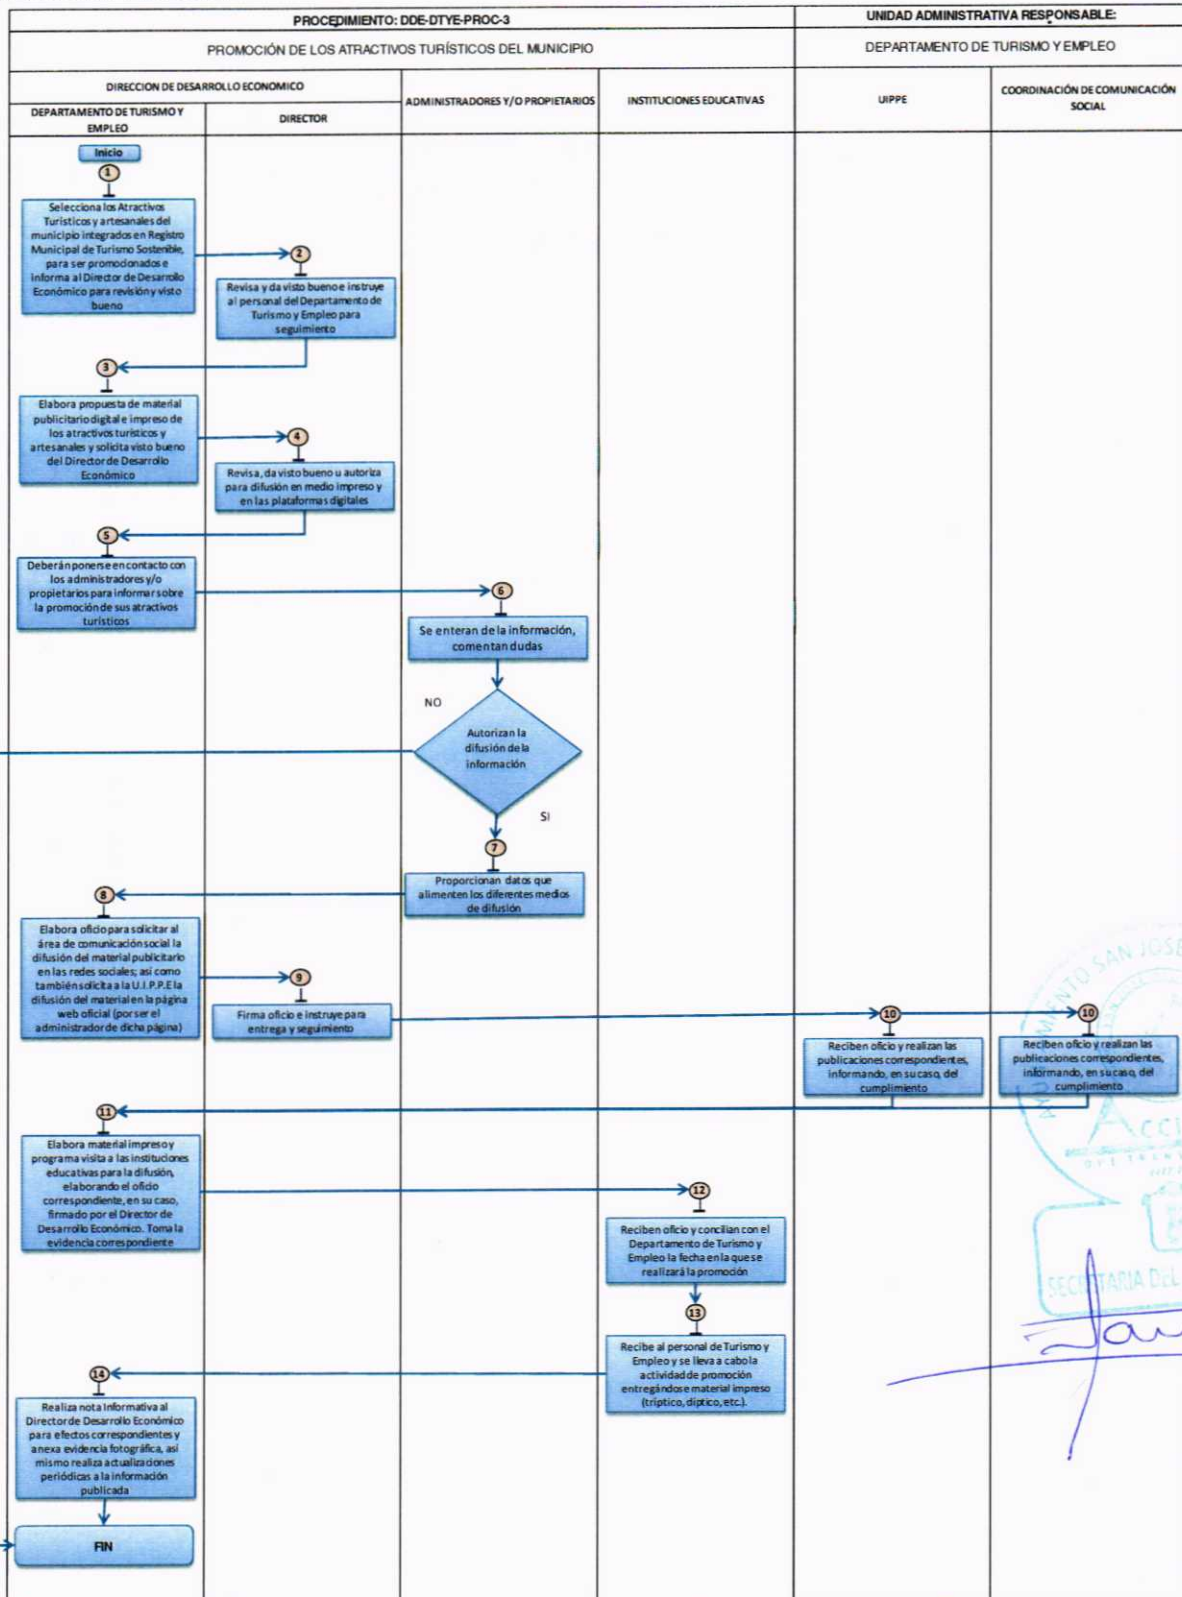 PROCEDIMIENTO: DDE-DTYE-PROC-3
UNIDAD ADMINISTRATIVA RESPONSABLE:
PROMOCIÓN DE LOS ATRACTIVOS TURÍSTICOS DEL MUNICIPIO
DEPARTAMENTO DE TURISMO Y EMPLEO
DIRECCION DE DESARROLLO ECONOMICO
ADMINISTRADORES Y/O PROPIETARIOS
INSTITUCIONES EDUCATIVAS
UIPPE
COORDINACIÓN DE COMUNICACIÓN
SOCIAL
DEPARTAMENTO DE TURISMO Y
EMPLEO
DIRECTOR
Inicio
1
Selecciona los Atractivos
Turísticos y artesanales del
municipio integrados en Registro
Municipal de Turismo Sostenible,
para ser promocionados e
informa al Director de Desarrollo
Económico para revisión y visto
bueno
2
Revisa y da visto bueno e instruye
al personal del Departamento de
Turismo y Empleo para
seguimiento
3
Elabora propuesta de material
publicitario digital e impreso de
los atractivos turísticos y
artesanales y solicita visto bueno
del Director de Desarrollo
Económico
4
Revisa, da visto bueno u autoriza
para difusión en medio impreso y
en las plataformas digitales
5
Deberán ponerse en contacto con
los administradores y/o
propietarios para informar sobre
la promoción de sus atractivos
turísticos
6
Se enteran de la información,
comentan dudas
NO
Autorizan la
difusión de la
información
SI
7
Proporcionan datos que
alimenten los diferentes medios
de difusión
8
Elabora oficio para solicitar al
área de comunicación social la
difusión del material publicitario
en las redes sociales; así como
también solicita a la U.I.P.P.E la
difusión del material en la página
web oficial (por ser el
administrador de dicha página)
9
Firma oficio e instruye para
entrega y seguimiento
10
Reciben oficio y realizan las
publicaciones correspondientes,
informando, en su caso, del
cumplimiento
10
Reciben oficio y realizan las
publicaciones correspondientes,
informando, en su caso, del
cumplimiento
11
Elabora material impreso y
programa visita a las instituciones
educativas para la difusión,
elaborando el oficio
correspondiente, en su caso,
firmado por el Director de
Desarrollo Económico. Toma la
evidencia correspondiente
12
Reciben oficio y concilian con el
Departamento de Turismo y
Empleo la fecha en la que se
realizará la promoción
13
Recibe al personal de Turismo y
Empleo y se lleva a cabo la
actividad de promoción
entregándose material impreso
(tríptico, díptico, etc.).
14
Realiza nota Informativa al
Director de Desarrollo Económico
para efectos correspondientes y
anexa evidencia fotográfica, así
mismo realiza actualizaciones
periódicas a la información
publicada
FIN
SAN JOSE
SECRETARIA DEL